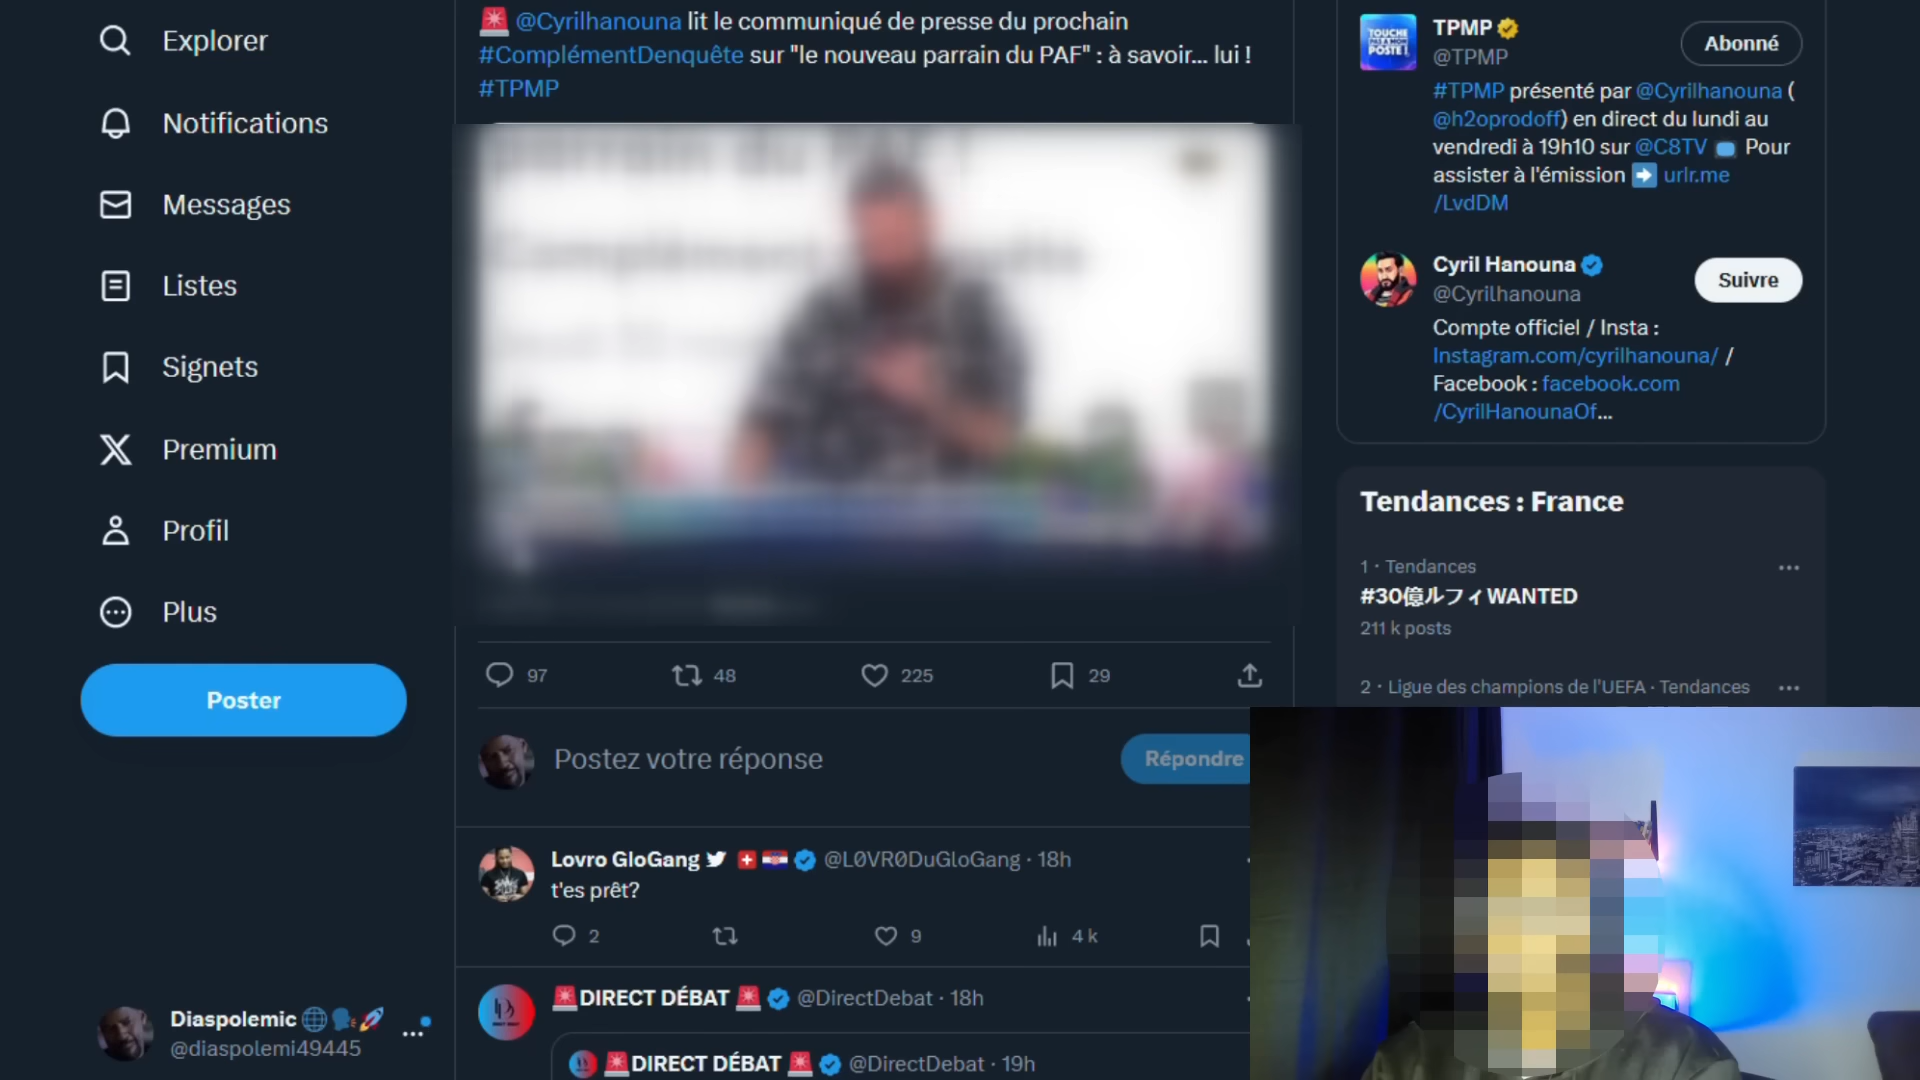 Explorer
Notifications
Messages
Listes
Signets
Premium
Profil
Plus
Poster
Diaspolemic
@diaspolemi49445
@Cyrilhanouna lit le communiqué de presse du prochain
#ComplémentDenquête sur "le nouveau parrain du PAF" : à savoir... lui !
#TPMP
97
48
225
29
Postez votre réponse
Répondre
Lovro GloGang @L0VR0DuGloGang · 18h
t'es prêt?
2
9
4 k
DIRECT DÉBAT @DirectDebat · 18h
DIRECT DÉBAT @DirectDebat · 19h
TOUCHE
PAS À MON
POSTE !
TPMP
@TPMP
Abonné
#TPMP présenté par @Cyrilhanouna (
@h2oprodoff) en direct du lundi au
vendredi à 19h10 sur @C8TV Pour
assister à l'émission urlr.me
/LvdDM
Cyril Hanouna
@Cyrilhanouna
Suivre
Compte officiel / Insta :
Instagram.com/cyrilhanouna/ /
Facebook : facebook.com
/CyrilHanounaOf...
Tendances : France
1 · Tendances
#30億ルフィWANTED
211 k posts
2 · Ligue des champions de l'UEFA · Tendances